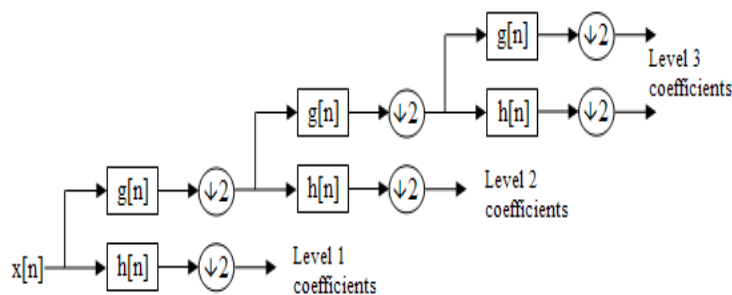 g[n] ↓2
Level 3
coefficients
g[n] ↓2 h[n] ↓2
g[n] ↓2 h[n] ↓2
Level 2
coefficients
x[n] h[n] ↓2
Level 1
coefficients